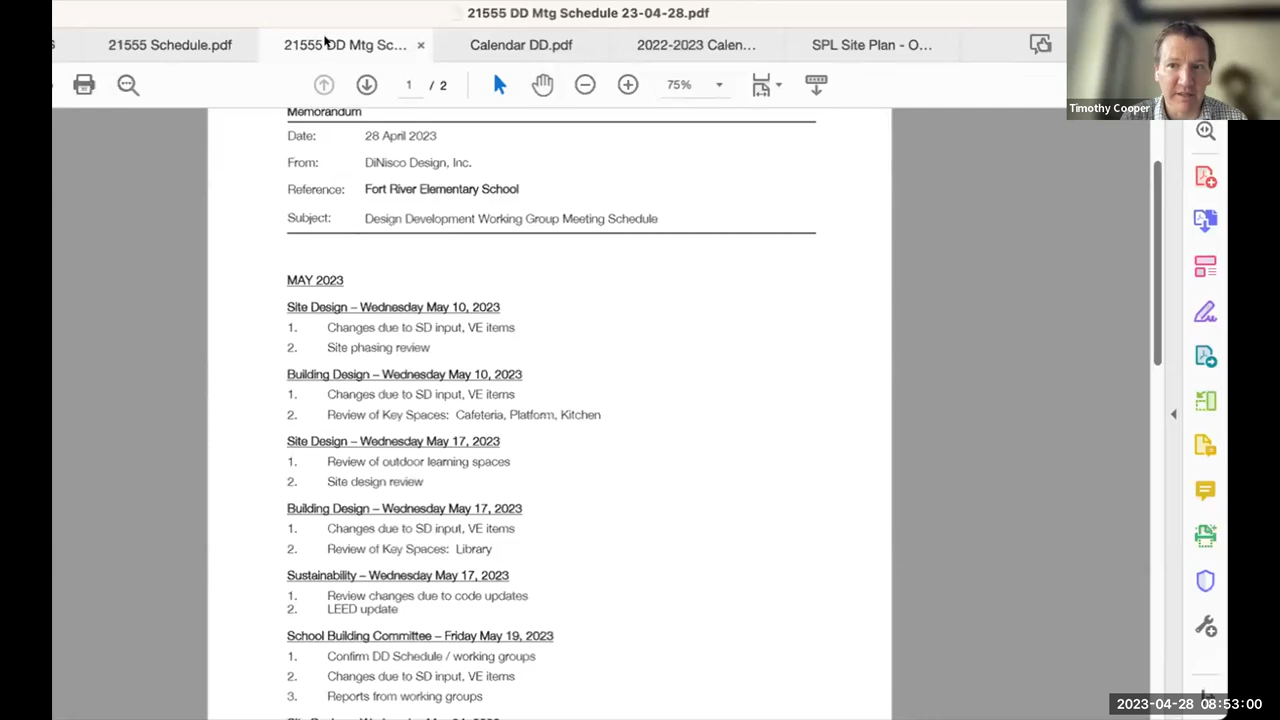 21555 DD Mtg Schedule 23-04-28.pdf
21555 Schedule.pdf
21555 DD Mtg Sc...
Calendar DD.pdf
2022-2023 Calen...
SPL Site Plan - O...
1 / 2
75%
Timothy Cooper
Memorandum
Date: 28 April 2023
From: DiNisco Design, Inc.
Reference: Fort River Elementary School
Subject: Design Development Working Group Meeting Schedule
MAY 2023
Site Design – Wednesday May 10, 2023
1. Changes due to SD input, VE items
2. Site phasing review
Building Design – Wednesday May 10, 2023
1. Changes due to SD input, VE items
2. Review of Key Spaces: Cafeteria, Platform, Kitchen
Site Design – Wednesday May 17, 2023
1. Review of outdoor learning spaces
2. Site design review
Building Design – Wednesday May 17, 2023
1. Changes due to SD input, VE items
2. Review of Key Spaces: Library
Sustainability – Wednesday May 17, 2023
1. Review changes due to code updates
2. LEED update
School Building Committee – Friday May 19, 2023
1. Confirm DD Schedule / working groups
2. Changes due to SD input, VE items
3. Reports from working groups
2023-04-28 08:53:00